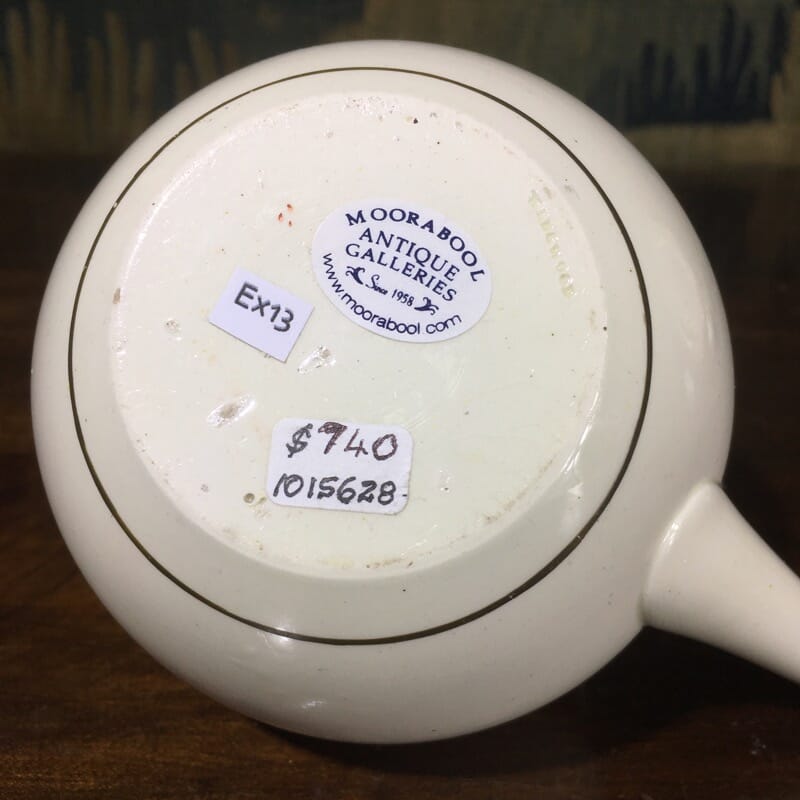 MOORABOOL
ANTIQUE
GALLERIES
Since 1958
www.moorabool.com
Ex13
$740
1015628